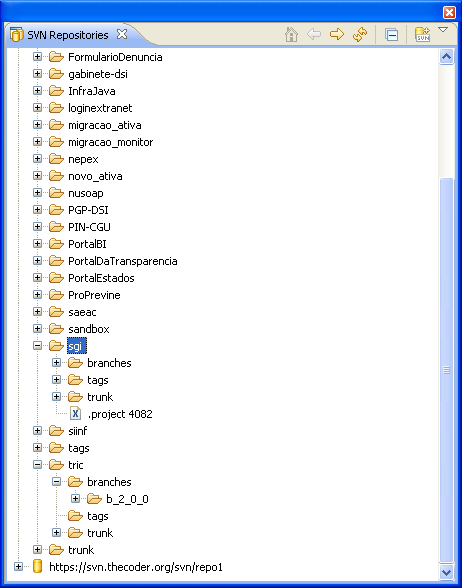 SVN Repositories
SVN
FormularioDenuncia
gabinete-dsi
InfraJava
loginextranet
migracao_ativa
migracao_monitor
nepex
novo_ativa
nusoap
PGP-DSI
PIN-CGU
PortalBI
PortalDaTransparencia
PortalEstados
ProPrevine
saeac
sandbox
sgi
branches
tags
trunk
.project 4082
siinf
tags
tric
branches
b_2_0_0
tags
trunk
trunk
https://svn.thecoder.org/svn/repo1